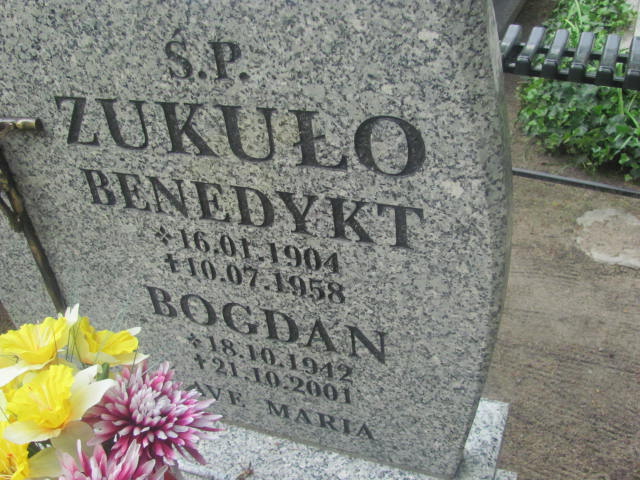 Ś.P.
ZUKUŁO
BENEDYKT
* 16.01.1904
† 10.07.1958
BOGDAN
* 18.10.1942
† 21.10.2001
AVE MARIA